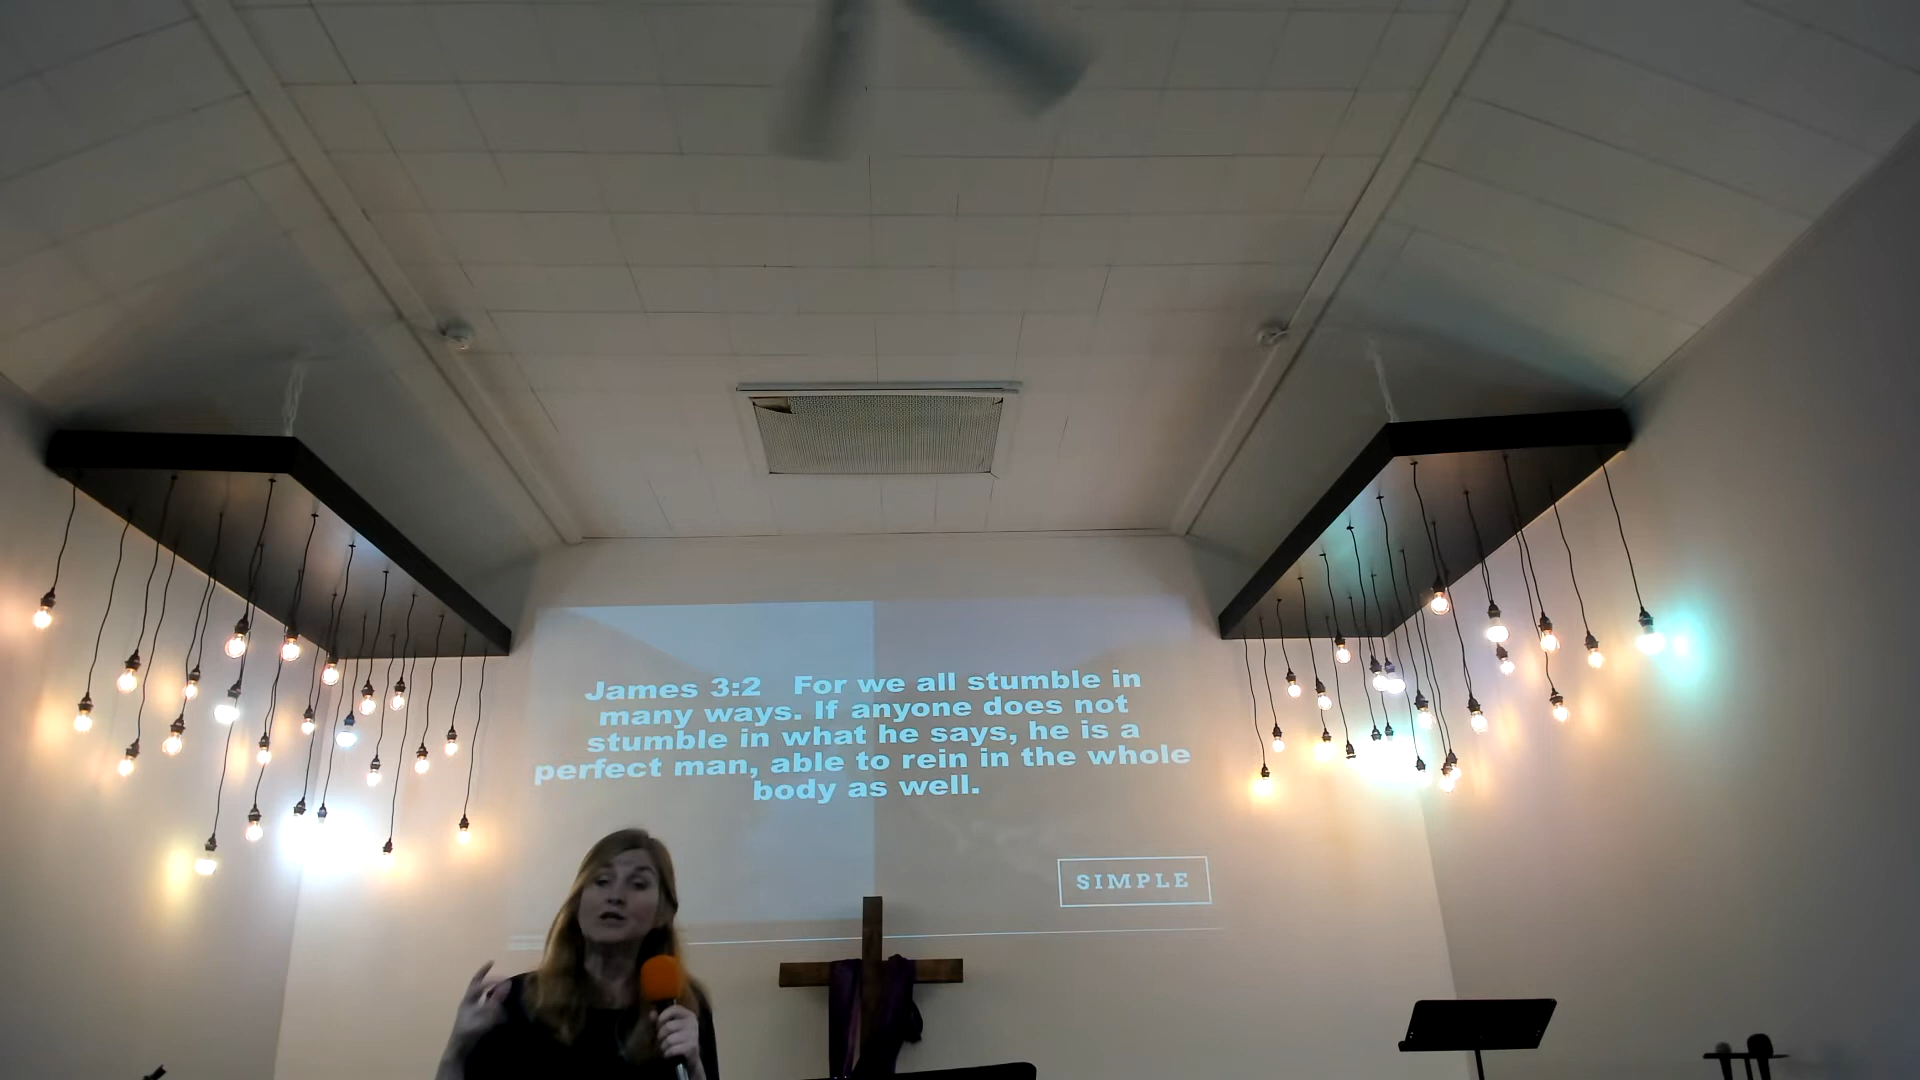 James 3:2   For we all stumble in
many ways. If anyone does not
stumble in what he says, he is a
perfect man, able to rein in the whole
body as well.
SIMPLE